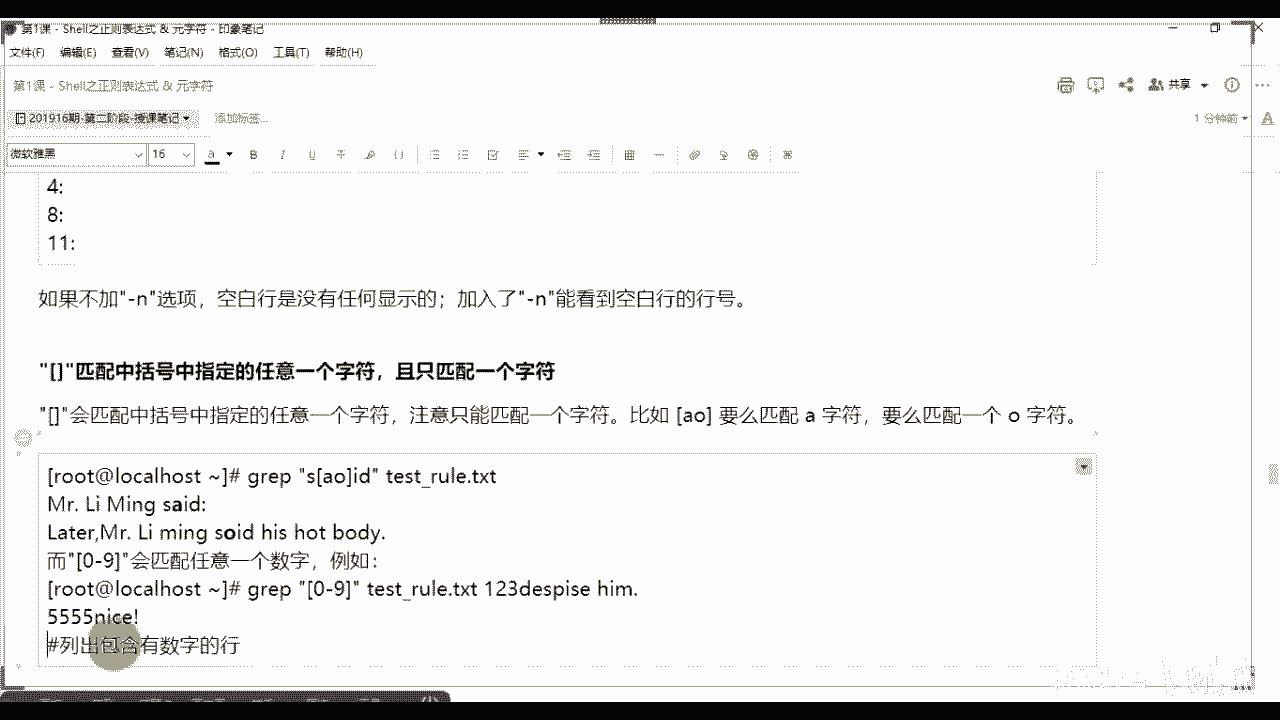 第1课 - Shell之正则表达式 & 元字符 - 印象笔记
文件(F) 编辑(E) 查看(V) 笔记(N) 格式(O) 工具(T) 帮助(H)
第1课 - Shell之正则表达式 & 元字符
共享
201916期-第二阶段-授课笔记 添加标签...
1 分钟前
微软雅黑 16
4:
8:
11:
如果不加"-n"选项，空白行是没有任何显示的；加入了"-n"能看到空白行的行号。
"[]"匹配中括号中指定的任意一个字符，且只匹配一个字符
"[]"会匹配中括号中指定的任意一个字符，注意只能匹配一个字符。比如 [ao] 要么匹配 a 字符，要么匹配一个 o 字符。
[root@localhost ~]# grep "s[ao]id" test_rule.txt
Mr. Li Ming said:
Later,Mr. Li ming soid his hot body.
而"[0-9]"会匹配任意一个数字，例如：
[root@localhost ~]# grep "[0-9]" test_rule.txt 123despise him.
5555nice!
#列出包含有数字的行